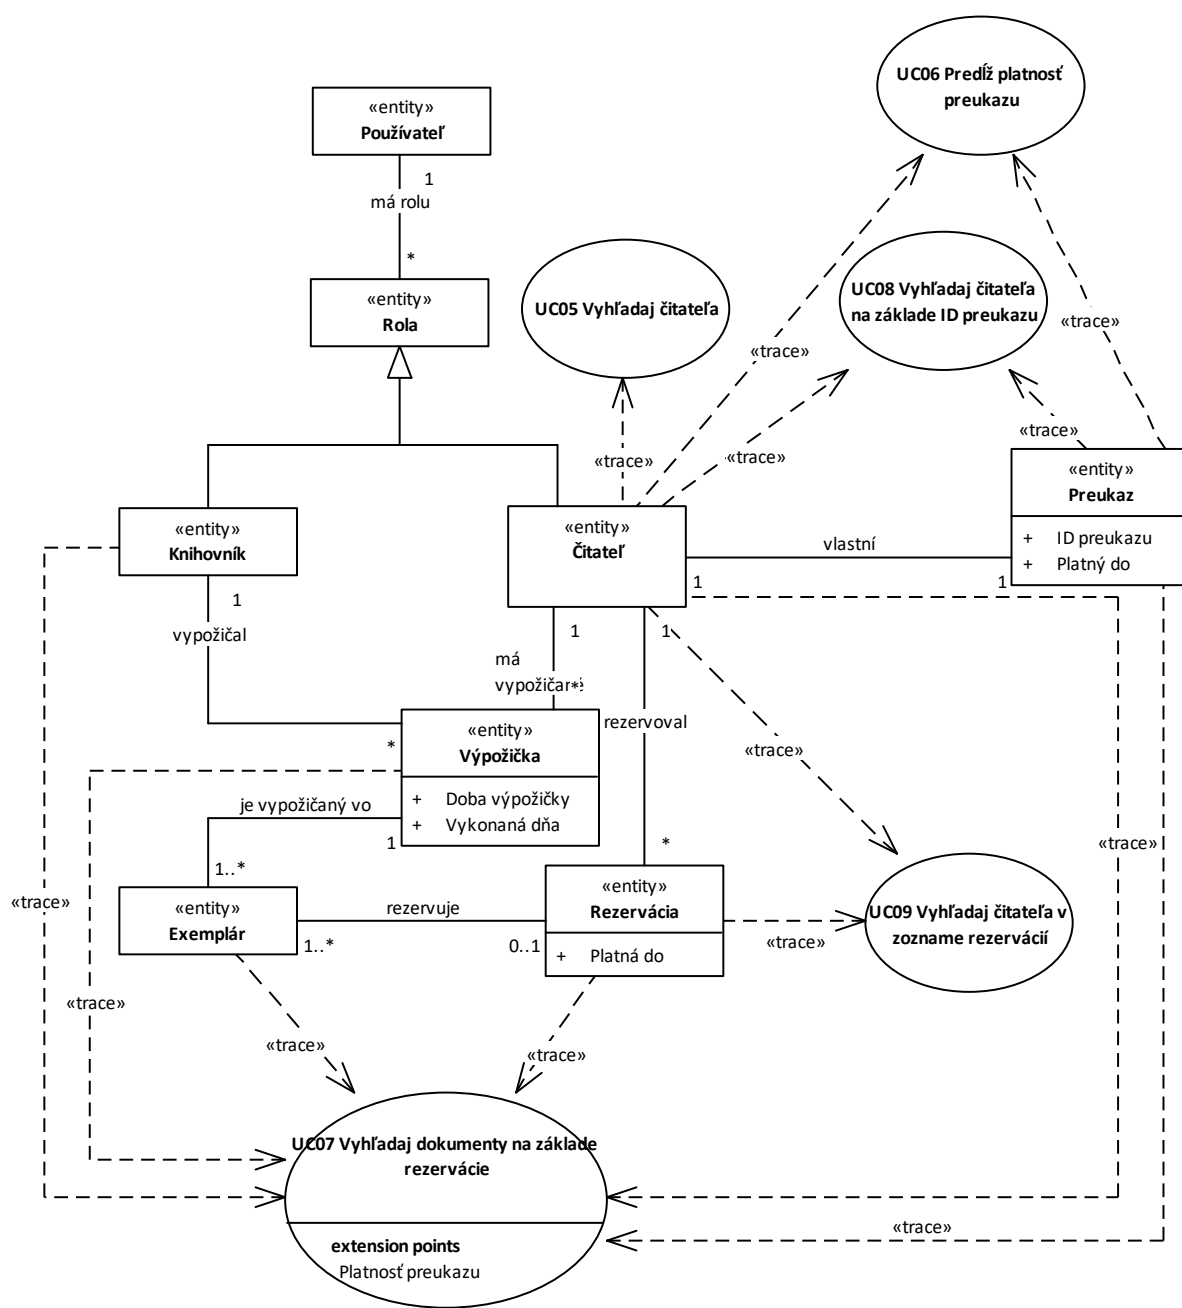 UC06 Predĺž platnosť
preukazu
«entity»
Používateľ
1
má rolu
*
«entity»
Rola
UC05 Vyhľadaj čitateľa
UC08 Vyhľadaj čitateľa
na základe ID preukazu
«trace»
«trace»
«trace»
«trace»
«trace»
«entity»
Preukaz
+ ID preukazu
+ Platný do
«entity»
Knihovník
«entity»
Čitateľ
vlastní
1
1
1
vypožičal
1
1
má
vypožičané
*
rezervoval
«entity»
Výpožička
+ Doba výpožičky
+ Vykonaná dňa
*
«trace»
je vypožičaný vo
1
1..*
*
«trace»
«entity»
Exemplár
rezervuje
1..*
0..1
«entity»
Rezervácia
+ Platná do
UC09 Vyhľadaj čitateľa v
zozname rezervácií
«trace»
«trace»
«trace»
«trace»
«trace»
UC07 Vyhľadaj dokumenty na základe
rezervácie
extension points
Platnosť preukazu
«trace»